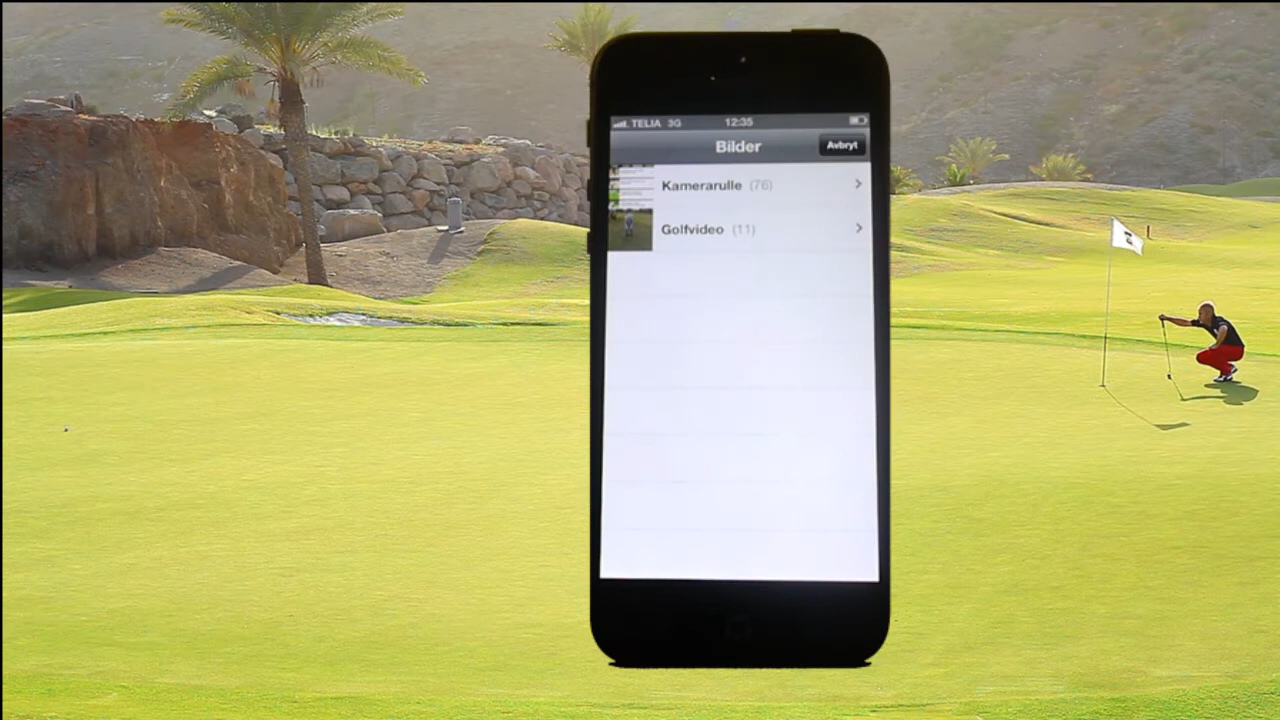 TELIA 3G 12:35
Bilder Avbryt
Kamerarulle (76)
Golfvideo (11)